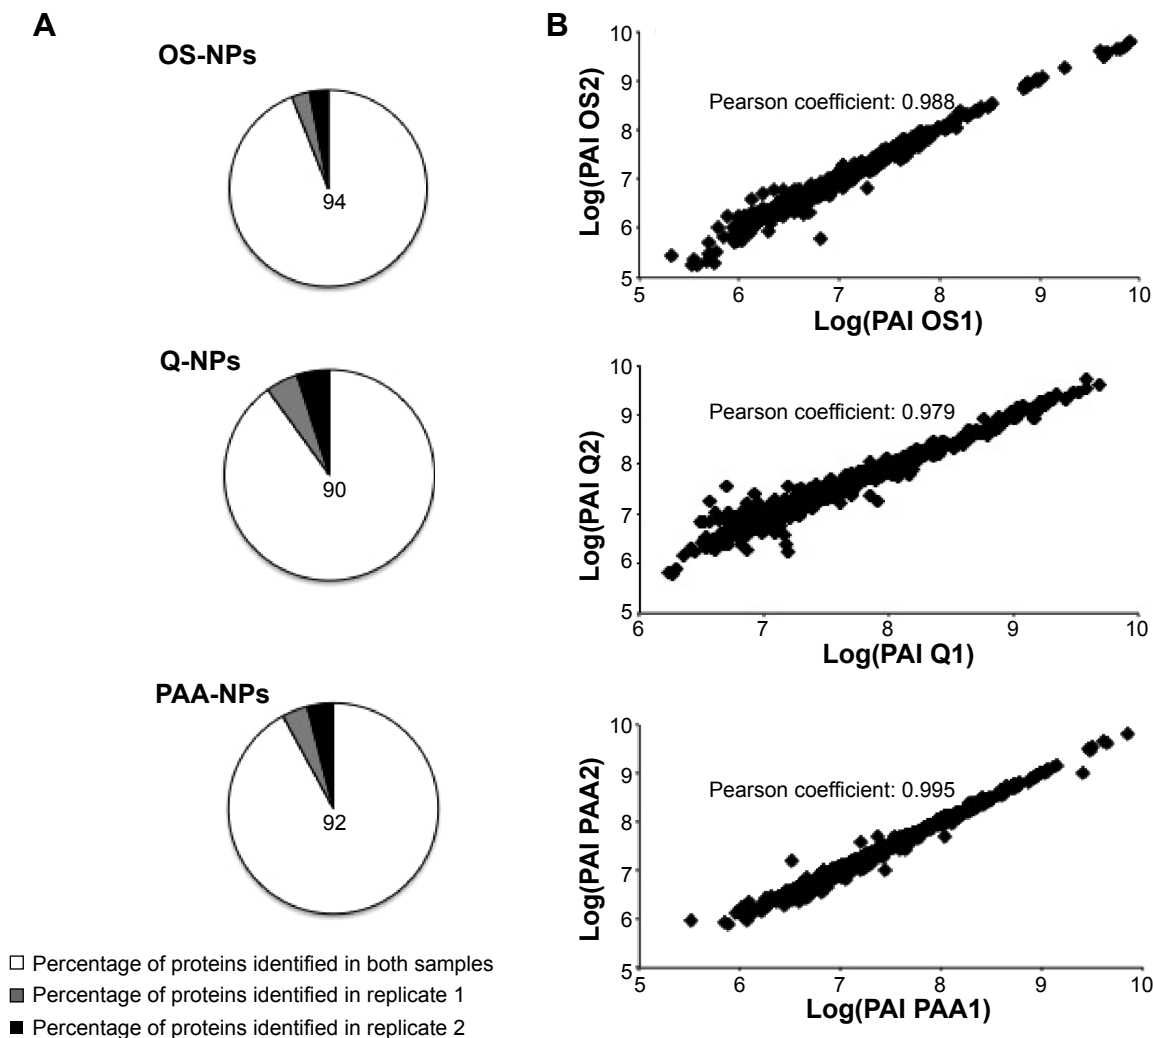 A
OS-NPs
94
Q-NPs
90
PAA-NPs
92
Percentage of proteins identified in both samples
Percentage of proteins identified in replicate 1
Percentage of proteins identified in replicate 2
B
Log(PAI OS2)
10
9
8
7
6
5
Pearson coefficient: 0.988
5 6 7 8 9 10
Log(PAI OS1)
Log(PAI Q2)
10
9
8
7
6
5
Pearson coefficient: 0.979
6 7 8 9 10
Log(PAI Q1)
Log(PAI PAA2)
10
9
8
7
6
5
Pearson coefficient: 0.995
5 6 7 8 9 10
Log(PAI PAA1)